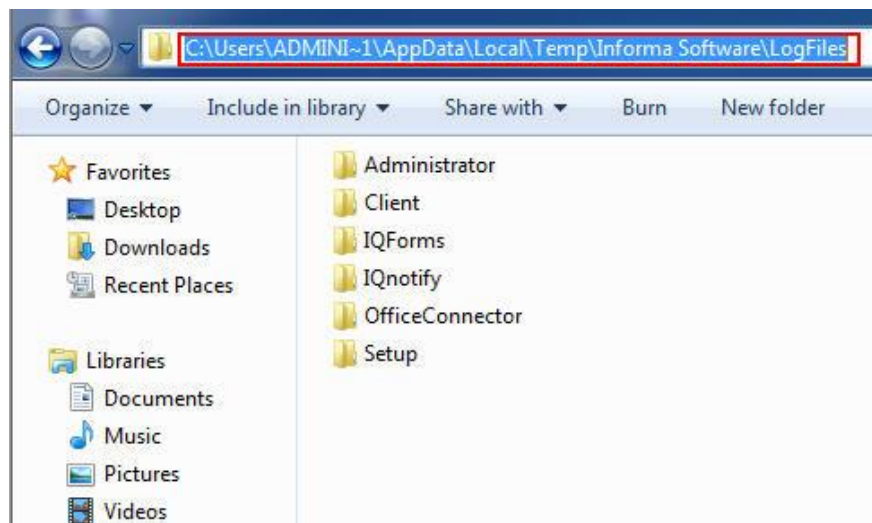 C:\Users\ADMINI~1\AppData\Local\Temp\Informa Software\LogFiles
Organize Include in library Share with Burn New folder
Favorites
Desktop
Downloads
Recent Places
Libraries
Documents
Music
Pictures
Videos
Administrator
Client
IQForms
IQnotify
OfficeConnector
Setup